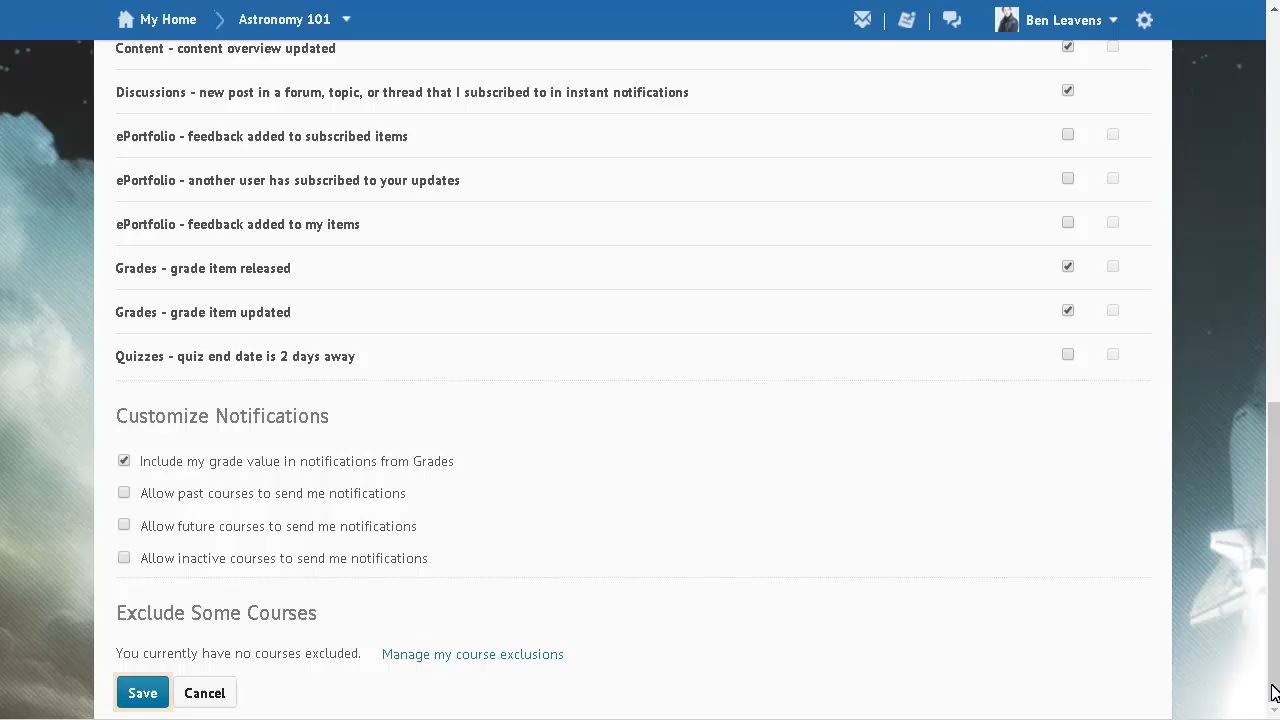 My Home
Astronomy 101
Ben Leavens
Content - content overview updated
Discussions - new post in a forum, topic, or thread that I subscribed to in instant notifications
ePortfolio - feedback added to subscribed items
ePortfolio - another user has subscribed to your updates
ePortfolio - feedback added to my items
Grades - grade item released
Grades - grade item updated
Quizzes - quiz end date is 2 days away
Customize Notifications
Include my grade value in notifications from Grades
Allow past courses to send me notifications
Allow future courses to send me notifications
Allow inactive courses to send me notifications
Exclude Some Courses
You currently have no courses excluded. Manage my course exclusions
Save Cancel